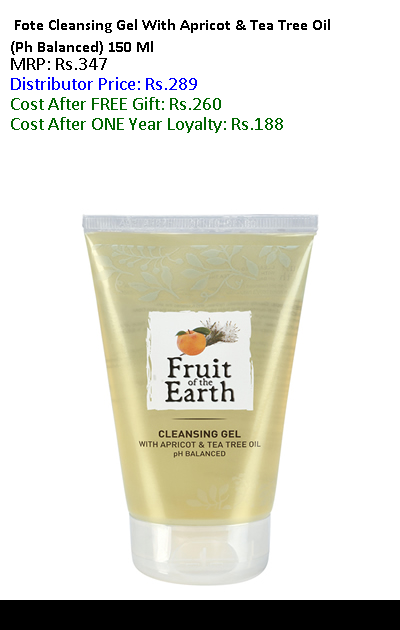 Fote Cleansing Gel With Apricot & Tea Tree Oil
(Ph Balanced) 150 Ml
MRP: Rs.347
Distributor Price: Rs.289
Cost After FREE Gift: Rs.260
Cost After ONE Year Loyalty: Rs.188
Fruit
of the
Earth
CLEANSING GEL
WITH APRICOT & TEA TREE OIL
pH BALANCED